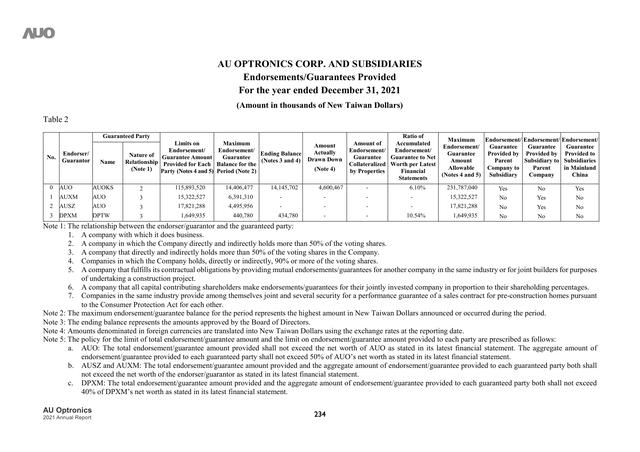 AUO
AU OPTRONICS CORP. AND SUBSIDIARIES
Endorsements/Guarantees Provided
For the year ended December 31, 2021
(Amount in thousands of New Taiwan Dollars)
Table 2
No. Endorser/ Guarantor Guaranteed Party Name Nature of Relationship (Note 1) Limits on Endorsement/ Guarantee Amount Provided for Each Party (Notes 4 and 5) Maximum Endorsement/ Guarantee Balance for the Period (Note 2) Ending Balance (Notes 3 and 4) Amount Actually Drawn Down (Note 4) Amount of Endorsement/ Guarantee Collateralized by Properties Ratio of Accumulated Endorsement/ Guarantee to Net Worth per Latest Financial Statements Maximum Endorsement/ Guarantee Amount Allowable (Notes 4 and 5) Endorsement/ Guarantee Provided by Parent Company to Subsidiary Endorsement/ Guarantee Provided by Subsidiary to Parent Company Endorsement/ Guarantee Provided to Subsidiaries in Mainland China
0 AUO AUOKS 2 115,893,520 14,406,477 14,145,702 4,600,467 - 6.10% 231,787,040 Yes No Yes
1 AUXM AUO 3 15,322,527 6,391,310 - - - - 15,322,527 No Yes No
2 AUSZ AUO 3 17,821,288 4,495,956 - - - - 17,821,288 No Yes No
3 DPXM DPTW 3 1,649,935 440,780 434,780 - - 10.54% 1,649,935 No No No
Note 1: The relationship between the endorser/guarantor and the guaranteed party:
1. A company with which it does business.
2. A company in which the Company directly and indirectly holds more than 50% of the voting shares.
3. A company that directly and indirectly holds more than 50% of the voting shares in the Company.
4. Companies in which the Company holds, directly or indirectly, 90% or more of the voting shares.
5. A company that fulfills its contractual obligations by providing mutual endorsements/guarantees for another company in the same industry or for joint builders for purposes
of undertaking a construction project.
6. A company that all capital contributing shareholders make endorsements/guarantees for their jointly invested company in proportion to their shareholding percentages.
7. Companies in the same industry provide among themselves joint and several security for a performance guarantee of a sales contract for pre-construction homes pursuant
to the Consumer Protection Act for each other.
Note 2: The maximum endorsement/guarantee balance for the period represents the highest amount in New Taiwan Dollars announced or occurred during the period.
Note 3: The ending balance represents the amounts approved by the Board of Directors.
Note 4: Amounts denominated in foreign currencies are translated into New Taiwan Dollars using the exchange rates at the reporting date.
Note 5: The policy for the limit of total endorsement/guarantee amount and the limit on endorsement/guarantee amount provided to each party are prescribed as follows:
a. AUO: The total endorsement/guarantee amount provided shall not exceed the net worth of AUO as stated in its latest financial statement. The aggregate amount of
endorsement/guarantee provided to each guaranteed party shall not exceed 50% of AUO's net worth as stated in its latest financial statement.
b. AUSZ and AUXM: The total endorsement/guarantee amount provided and the aggregate amount of endorsement/guarantee provided to each guaranteed party both shall
not exceed the net worth of the endorser/guarantor as stated in its latest financial statement.
c. DPXM: The total endorsement/guarantee amount provided and the aggregate amount of endorsement/guarantee provided to each guaranteed party both shall not exceed
40% of DPXM's net worth as stated in its latest financial statement.
AU Optronics
2021 Annual Report
234